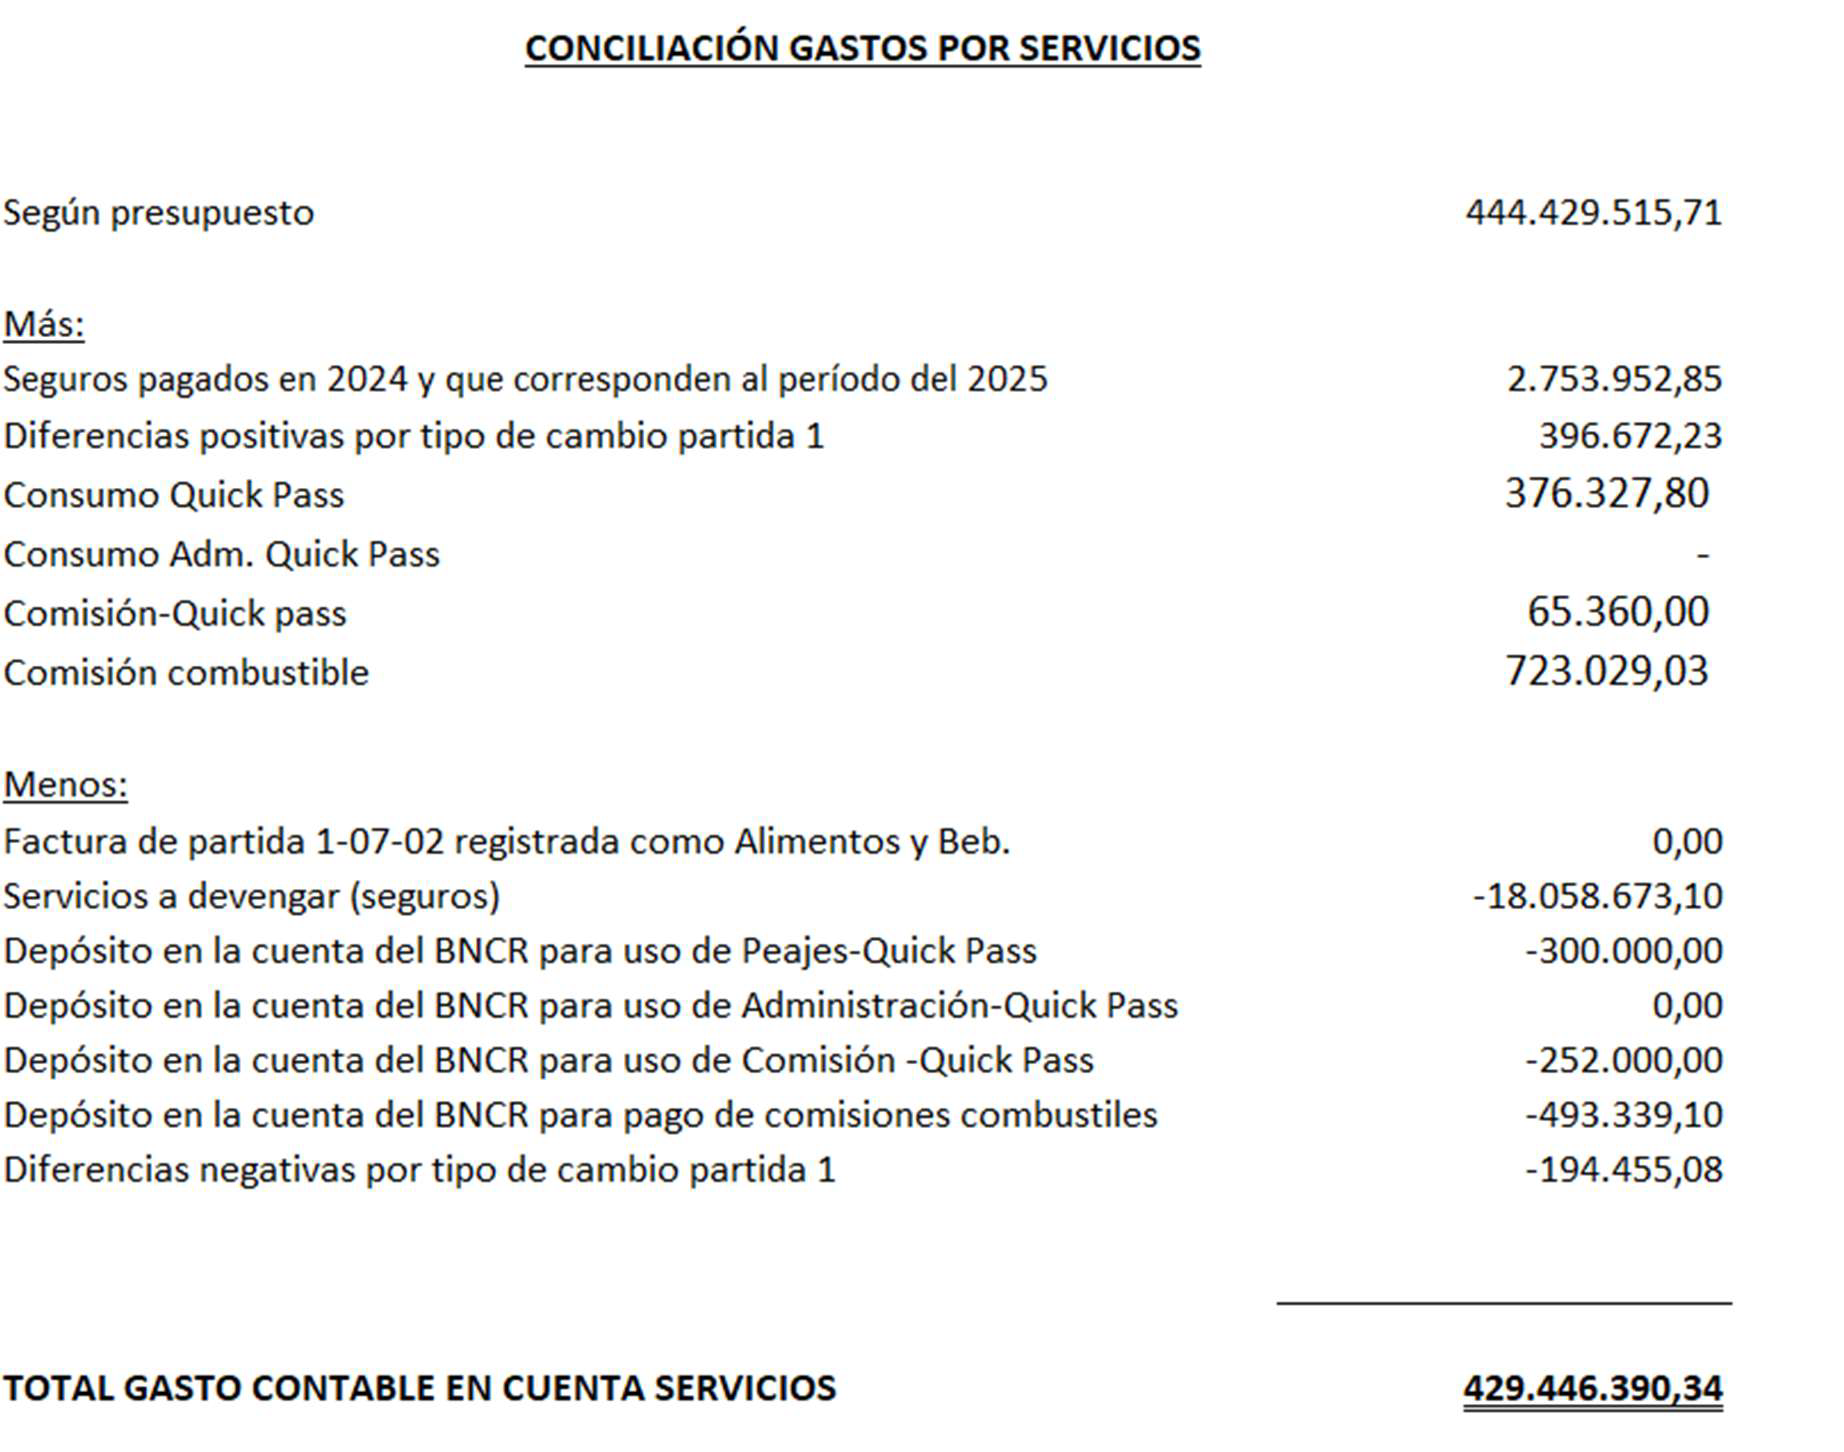 CONCILIACIÓN GASTOS POR SERVICIOS
Según presupuesto 444.429.515,71
Más:
Seguros pagados en 2024 y que corresponden al período del 2025 2.753.952,85
Diferencias positivas por tipo de cambio partida 1 396.672,23
Consumo Quick Pass 376.327,80
Consumo Adm. Quick Pass -
Comisión-Quick pass 65.360,00
Comisión combustible 723.029,03
Menos:
Factura de partida 1-07-02 registrada como Alimentos y Beb. 0,00
Servicios a devengar (seguros) -18.058.673,10
Depósito en la cuenta del BNCR para uso de Peajes-Quick Pass -300.000,00
Depósito en la cuenta del BNCR para uso de Administración-Quick Pass 0,00
Depósito en la cuenta del BNCR para uso de Comisión -Quick Pass -252.000,00
Depósito en la cuenta del BNCR para pago de comisiones combustiles -493.339,10
Diferencias negativas por tipo de cambio partida 1 -194.455,08
TOTAL GASTO CONTABLE EN CUENTA SERVICIOS 429.446.390,34